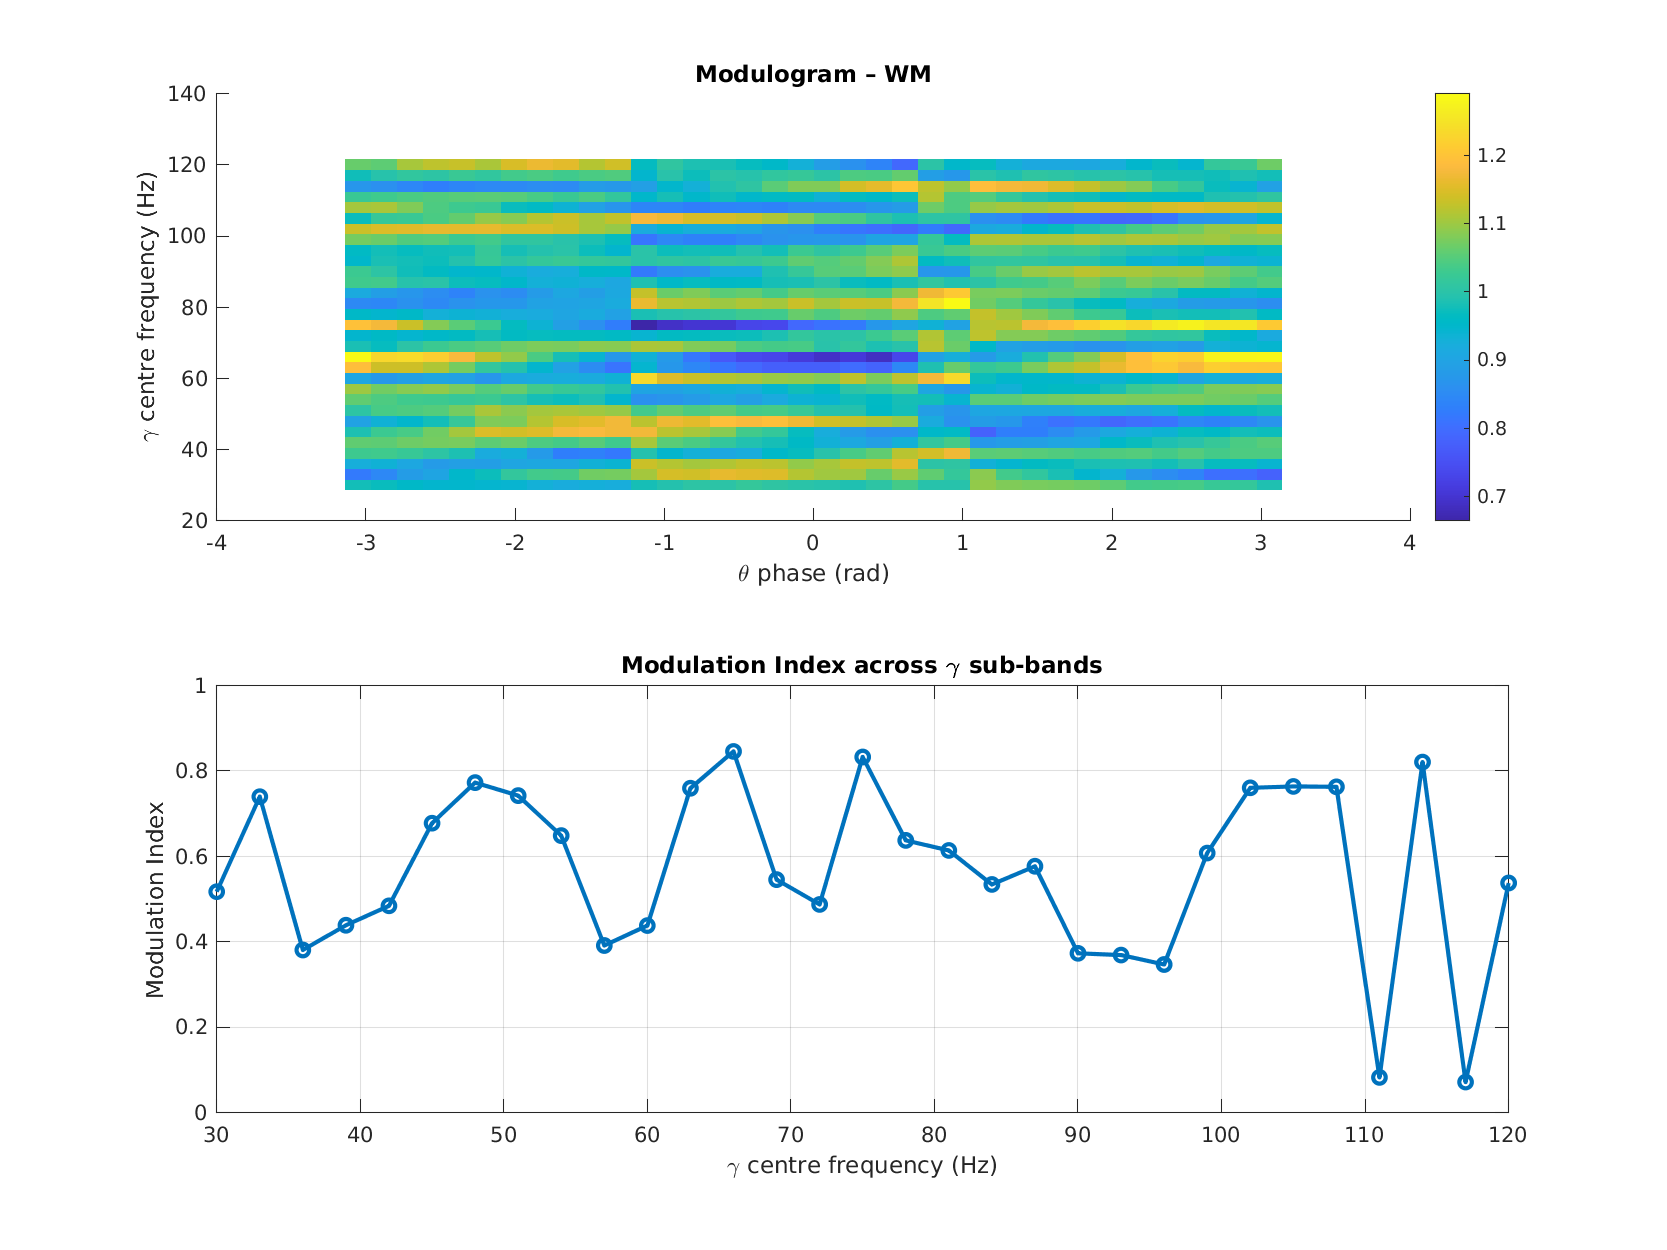 Modulogram – WM
140
120
100
80
60
40
20
γ centre frequency (Hz)
-4 -3 -2 -1 0 1 2 3 4
θ phase (rad)
1.2
1.1
1
0.9
0.8
0.7
Modulation Index across γ sub-bands
1
0.8
0.6
0.4
0.2
0
Modulation Index
30 40 50 60 70 80 90 100 110 120
γ centre frequency (Hz)